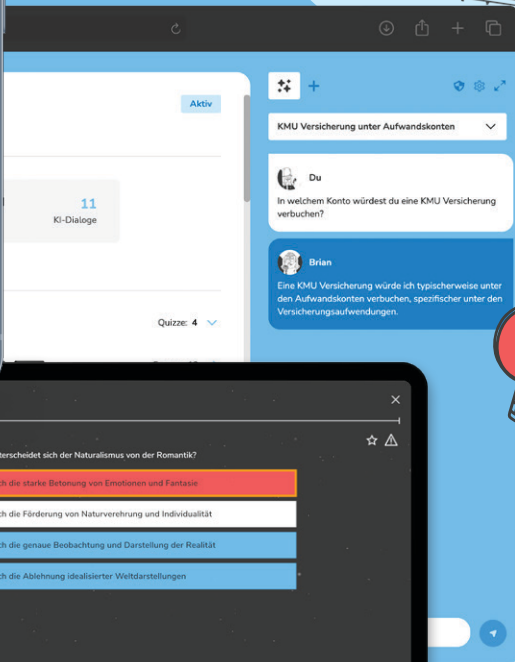 Aktiv
11
KI-Dialoge
Quizze: 4
KMU Versicherung unter Aufwandskonten
Du
In welchem Konto würdest du eine KMU Versicherung
verbuchen?
Brian
Eine KMU Versicherung würde ich typischerweise unter
den Aufwandskonten verbuchen, spezifischer unter den
Versicherungsaufwendungen.
terscheidet sich der Naturalismus von der Romantik?
ch die starke Betonung von Emotionen und Fantasie
ch die Förderung von Naturverehrung und Individualität
ch die genaue Beobachtung und Darstellung der Realität
ch die Ablehnung idealisierter Weltdarstellungen